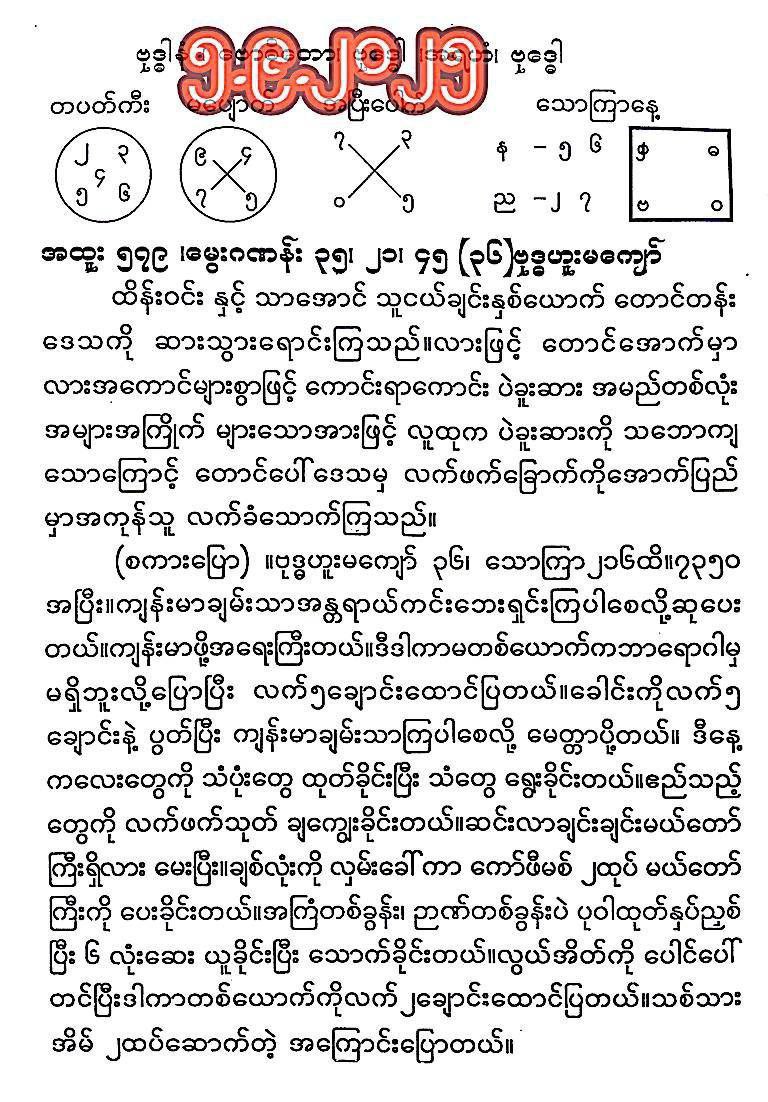 ဗုဒ္ဓါနံ ဗုဒ္ဓေါ ဗုဒ္ဓေါ
၅.၉.၂၀၂၅
တပတ်ကီး မပျောက် အပြီးပေါက် သောကြာနေ့
၂ ၃ ၉ ၄ ၇ ၃ န – ၅ ၆ ဓ
၄
၅ ၆ ၇ ၅ ၀ ၅ ည –၂ ၇ ဗ ၀
အထူး ၅၇၉ ၊မွေးဂဏန်း ၃၅၊ ၂၁၊ ၄၅ (၃၆)ဗုဒ္ဓဟူးမကျော်
ထိန်းဝင်း နှင့် သာအောင် သူငယ်ချင်းနှစ်ယောက် တောင်တန်း
ဒေသကို ဆားသွားရောင်းကြသည်။လားဖြင့် တောင်အောက်မှာ
လားအကောင်များစွာဖြင့် ကောင်းရာကောင်း ပဲခူးဆား အမည်တစ်လုံး
အများအကြိုက် များသောအားဖြင့် လူထုက ပဲခူးဆားကို သဘောကျ
သောကြောင့် တောင်ပေါ်ဒေသမှ လက်ဖက်ခြောက်ကိုအောက်ပြည်
မှာအကုန်သူ လက်ခံသောက်ကြသည်။
(စကားပြော) ။ဗုဒ္ဓဟူးမကျော် ၃၆၊ သောကြာ၂၁၆ထိ။၇၃၅၀
အပြီး။ကျန်းမာချမ်းသာအန္တရာယ်ကင်းဘေးရှင်းကြပါစေလို့ဆုပေး
တယ်။ကျန်းမာဖို့အရေးကြီးတယ်။ဒီဒါကာမတစ်ယောက်ကဘာရောဂါမှ
မရှိဘူးလို့ပြောပြီး လက်၅ချောင်းထောင်ပြတယ်။ခေါင်းကိုလက်၅
ချောင်းနဲ့ ပွတ်ပြီး ကျန်းမာချမ်းသာကြပါစေလို့ မေတ္တာပို့တယ်။ ဒီနေ့
ကလေးတွေကို သံပုံးတွေ ထုတ်ခိုင်းပြီး သံတွေ ရွေးခိုင်းတယ်။ဧည်သည့်
တွေကို လက်ဖက်သုတ် ချကျွေးခိုင်းတယ်။ဆင်းလာချင်းချင်းမယ်တော်
ကြီးရှိလား မေးပြီး။ချစ်လုံးကို လှမ်းခေါ်ကာ ကော်ဖီမစ် ၂ထုပ် မယ်တော်
ကြီးကို ပေးခိုင်းတယ်။အကြံတစ်ခွန်း၊ ဉာဏ်တစ်ခွန်းပဲ ပုဝါထုတ်နှပ်ညှစ်
ပြီး ၆ လုံးဆေး ယူခိုင်းပြီး သောက်ခိုင်းတယ်။လွယ်အိတ်ကို ပေါင်ပေါ်
တင်ပြီးဒါကာတစ်ယောက်ကိုလက်၂ချောင်းထောင်ပြတယ်။သစ်သား
အိမ် ၂ထပ်ဆောက်တဲ့ အကြောင်းပြောတယ်။